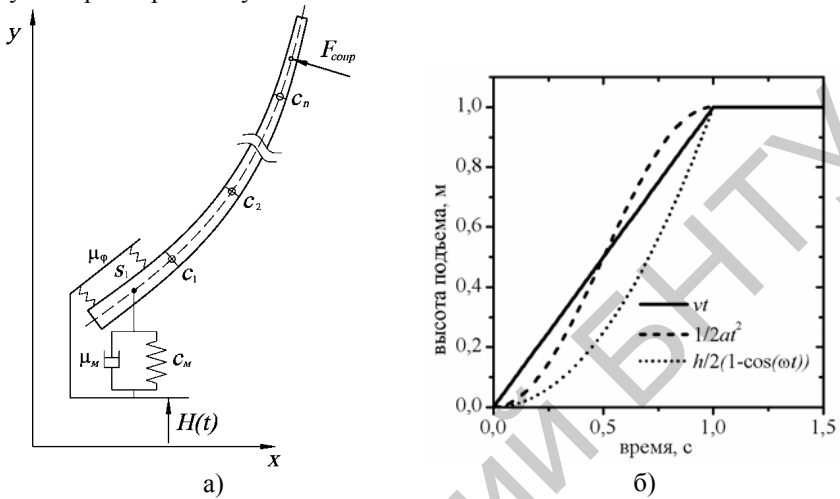 y
F_сопр
c_n
c_2
c_1
μ_φ
S_1
μ_м
c_м
H(t)
x
а)
высота подъема, м
1,0
0,8
0,6
0,4
0,2
0,0
vt
1/2at²
h/2(1-cos(ωt))
0,0 0,5 1,0 1,5
время, с
б)
ИЙ БНТУ